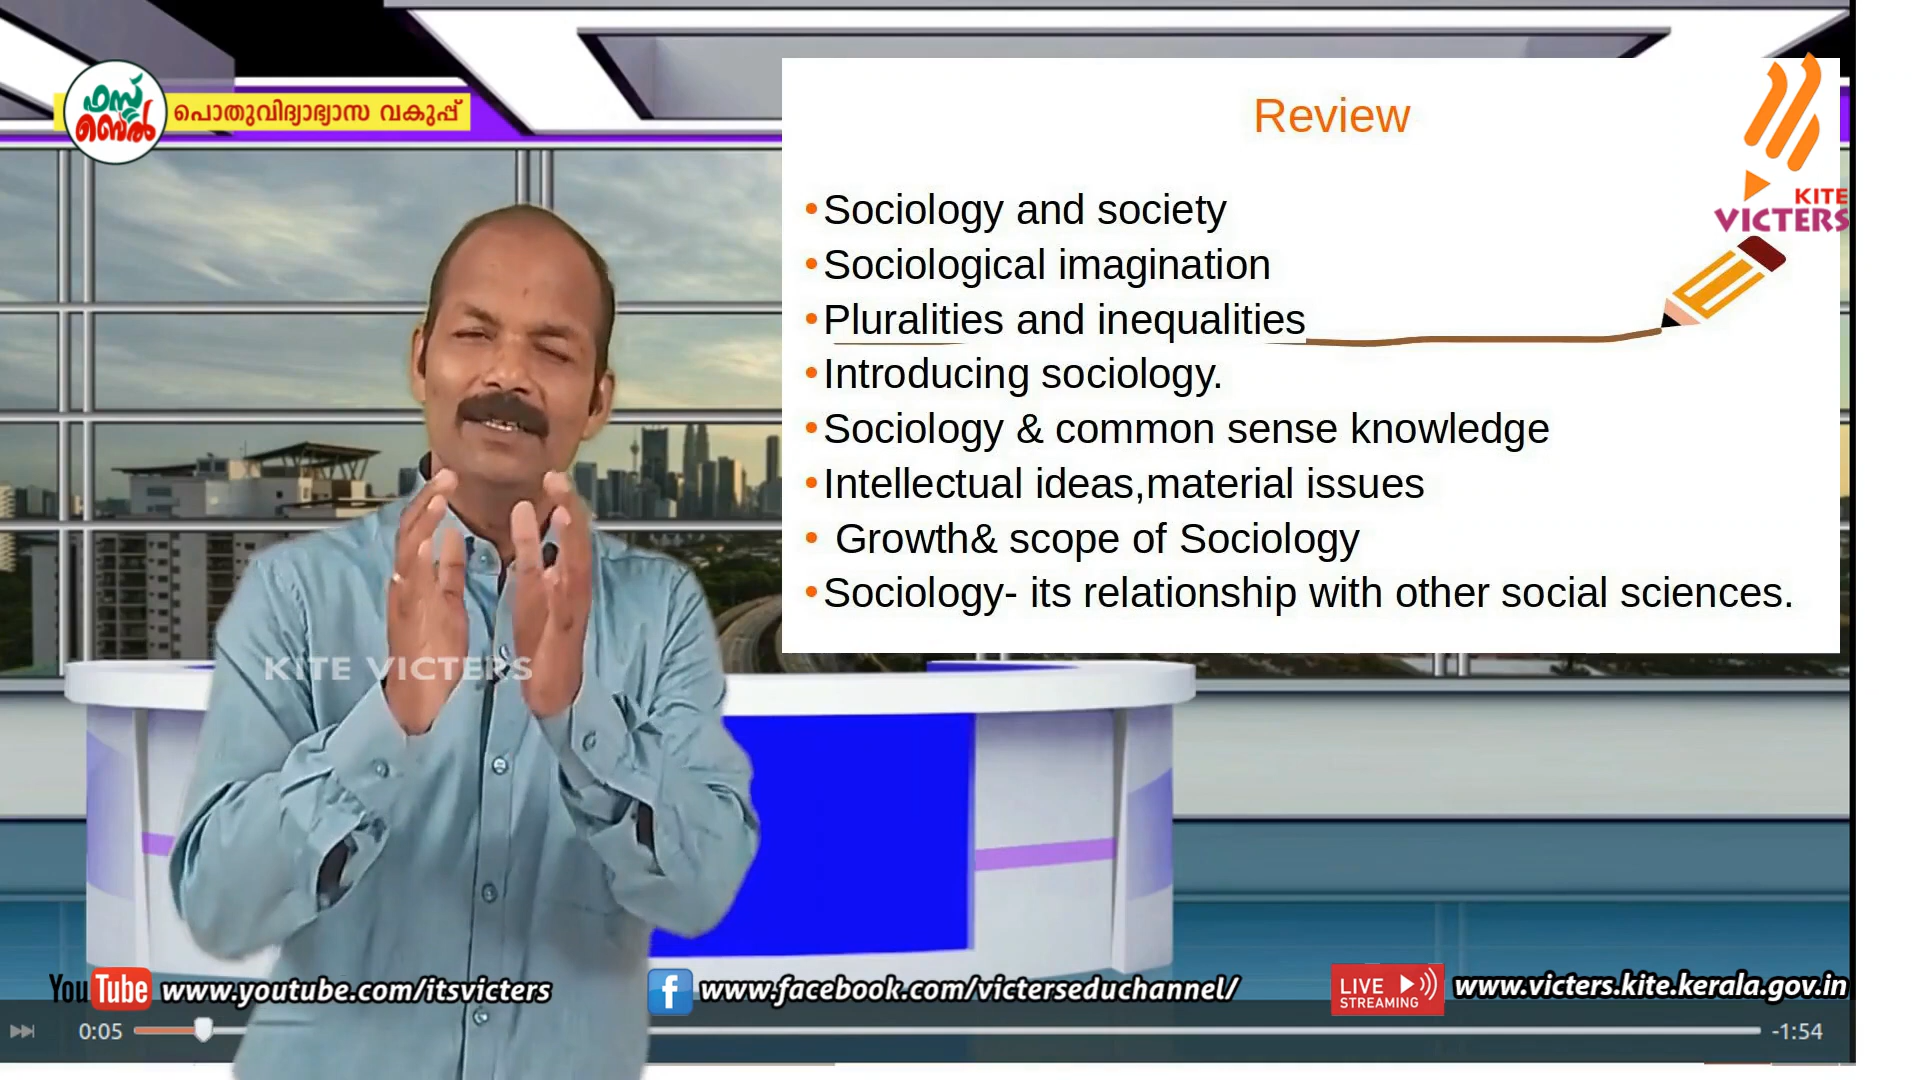 ഫസ്റ്റ്
ബെൽ
പൊതുവിദ്യാഭ്യാസ വകുപ്പ്
Review
KITE
VICTERS
•Sociology and society
•Sociological imagination
•Pluralities and inequalities
•Introducing sociology.
•Sociology & common sense knowledge
•Intellectual ideas,material issues
• Growth& scope of Sociology
•Sociology- its relationship with other social sciences.
KITE VICTERS
YouTube www.youtube.com/itsvicters
f www.facebook.com/victerseduchannel/
LIVE
STREAMING
www.victers.kite.kerala.gov.in
0:05
-1:54